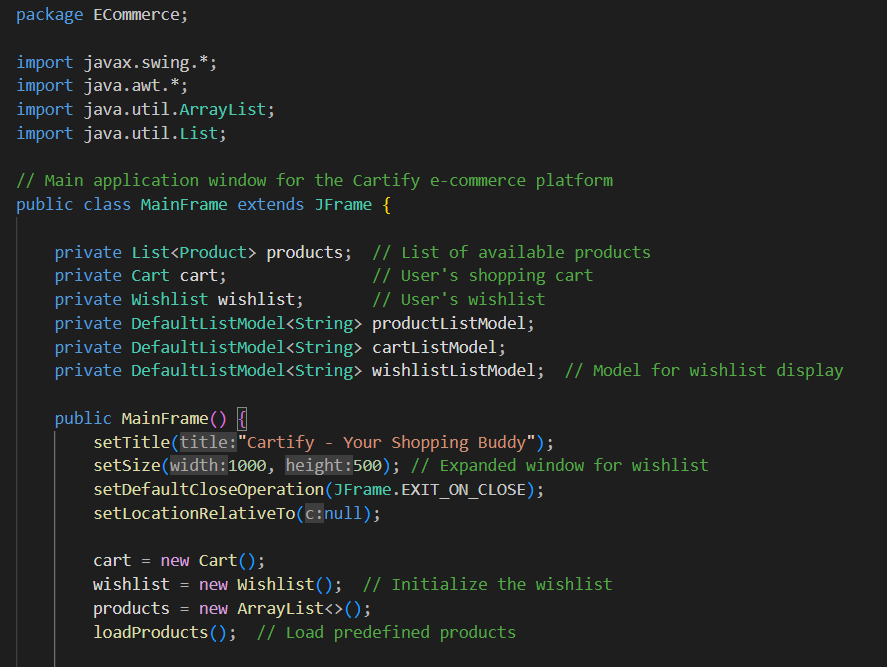 package ECommerce;
import javax.swing.*;
import java.awt.*;
import java.util.ArrayList;
import java.util.List;
// Main application window for the Cartify e-commerce platform
public class MainFrame extends JFrame {
private List<Product> products;  // List of available products
private Cart cart;               // User's shopping cart
private Wishlist wishlist;       // User's wishlist
private DefaultListModel<String> productListModel;
private DefaultListModel<String> cartListModel;
private DefaultListModel<String> wishlistListModel;  // Model for wishlist display
public MainFrame() {
setTitle(title:"Cartify - Your Shopping Buddy");
setSize(width:1000, height:500); // Expanded window for wishlist
setDefaultCloseOperation(JFrame.EXIT_ON_CLOSE);
setLocationRelativeTo(c:null);
cart = new Cart();
wishlist = new Wishlist();  // Initialize the wishlist
products = new ArrayList<>();
loadProducts();  // Load predefined products